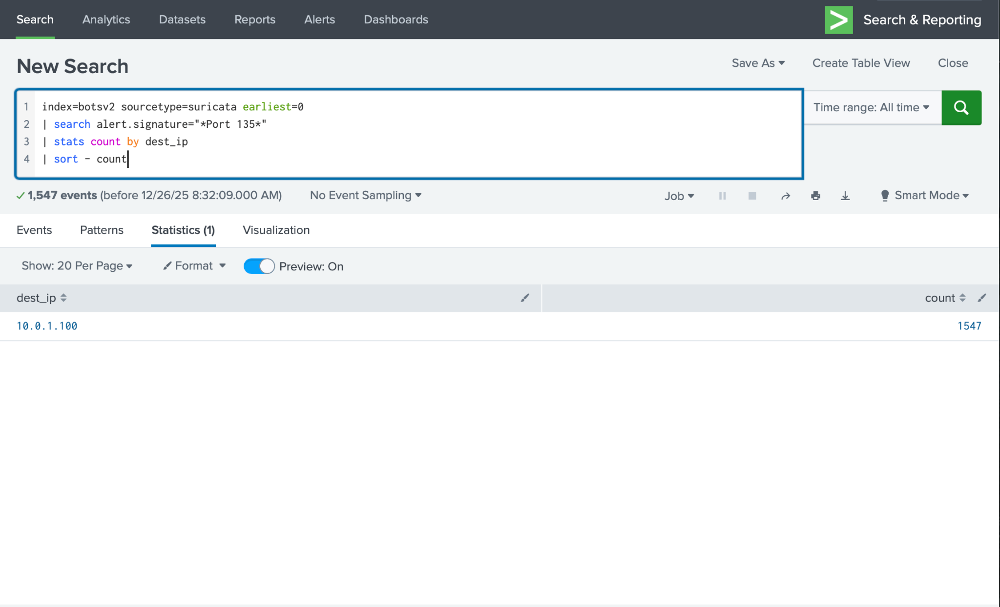 Search Analytics Datasets Reports Alerts Dashboards > Search & Reporting
New Search
Save As Create Table View Close
1 index=botsv2 sourcetype=suricata earliest=0
2 | search alert.signature="*Port 135*"
3 | stats count by dest_ip
4 | sort - count
Time range: All time
1,547 events (before 12/26/25 8:32:09.000 AM) No Event Sampling Job Smart Mode
Events Patterns Statistics (1) Visualization
Show: 20 Per Page Format Preview: On
dest_ip count
10.0.1.100 1547